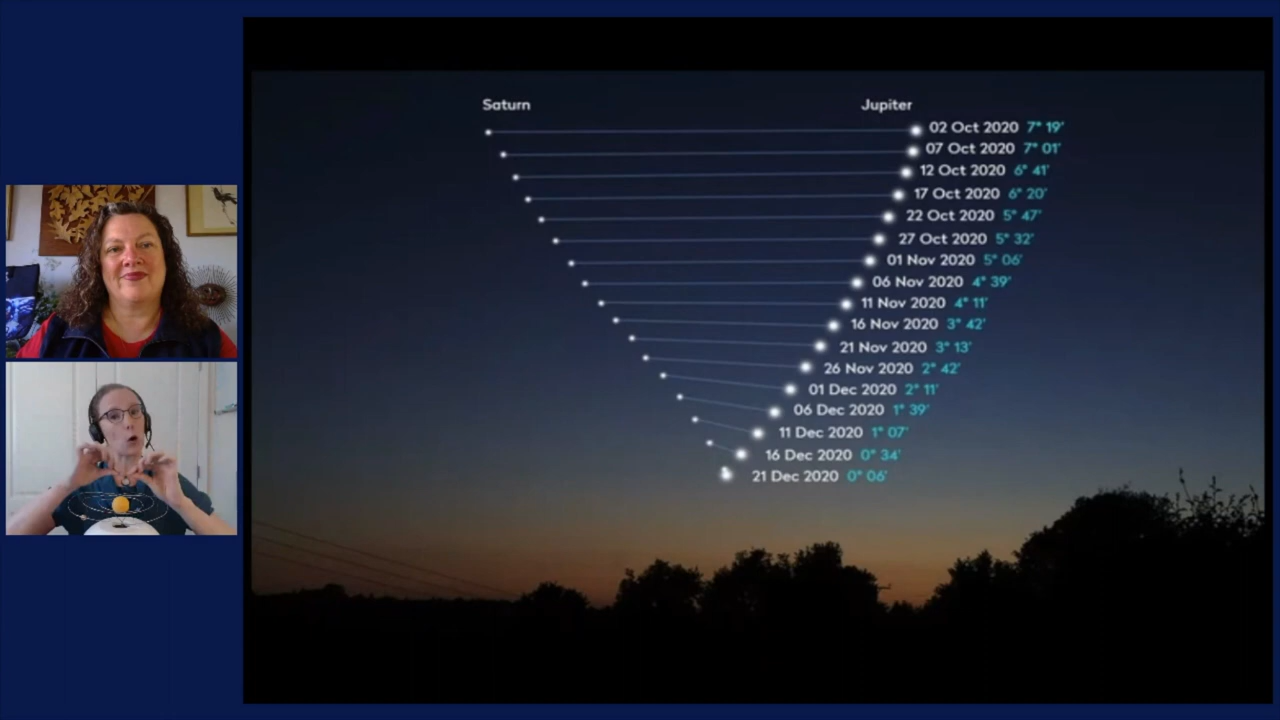 Saturn Jupiter
02 Oct 2020 7° 19'
07 Oct 2020 7° 01'
12 Oct 2020 6° 41'
17 Oct 2020 6° 20'
22 Oct 2020 5° 47'
27 Oct 2020 5° 32'
01 Nov 2020 5° 06'
06 Nov 2020 4° 39'
11 Nov 2020 4° 11'
16 Nov 2020 3° 42'
21 Nov 2020 3° 13'
26 Nov 2020 2° 42'
01 Dec 2020 2° 11'
06 Dec 2020 1° 39'
11 Dec 2020 1° 07'
16 Dec 2020 0° 34'
21 Dec 2020 0° 06'